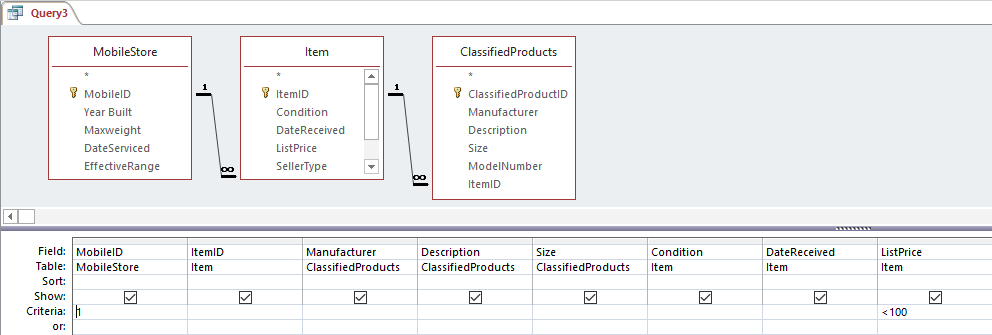 Query3
MobileStore
*
MobileID
Year Built
Maxweight
DateServiced
EffectiveRange
1
∞
Item
*
ItemID
Condition
DateReceived
ListPrice
SellerType
1
∞
ClassifiedProducts
*
ClassifiedProductID
Manufacturer
Description
Size
ModelNumber
ItemID
Field: MobileID ItemID Manufacturer Description Size Condition DateReceived ListPrice
Table: MobileStore Item ClassifiedProducts ClassifiedProducts ClassifiedProducts Item Item Item
Sort:
Show:
Criteria: 1 <100
or: